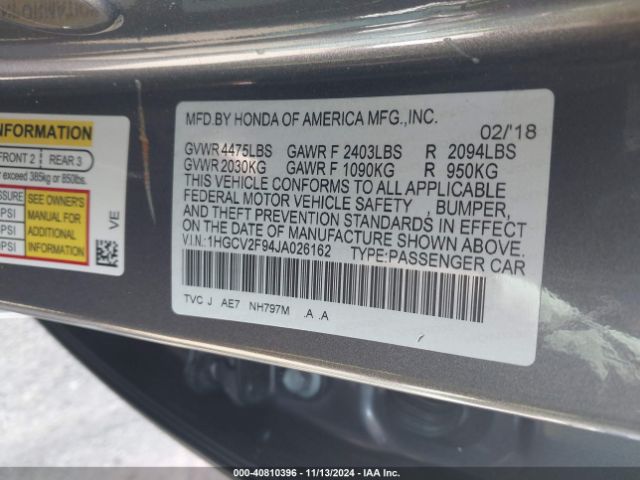 MFD.BY HONDA OF AMERICA MFG.,INC.
02/'18
GVWR 4475LBS GAWR F 2403LBS R 2094LBS
GVWR 2030KG GAWR F 1090KG R 950KG
THIS VEHICLE CONFORMS TO ALL APPLICABLE
FEDERAL MOTOR VEHICLE SAFETY , BUMPER,
AND THEFT PREVENTION STANDARDS IN EFFECT
ON THE DATE OF MANUFACTURE SHOWN ABOVE.
V.I.N: 1HGCV2F94JA026162 TYPE:PASSENGER CAR
TVC J AE7 NH797M .A .A
INFORMATION
FRONT 2 REAR 3
exceed 385kg or 850lbs.
SEE OWNER'S
MANUAL FOR
ADDITIONAL
INFORMATION
PSI
PSI
VE
© 40810396 - 11/13/2024 - IAA Inc.